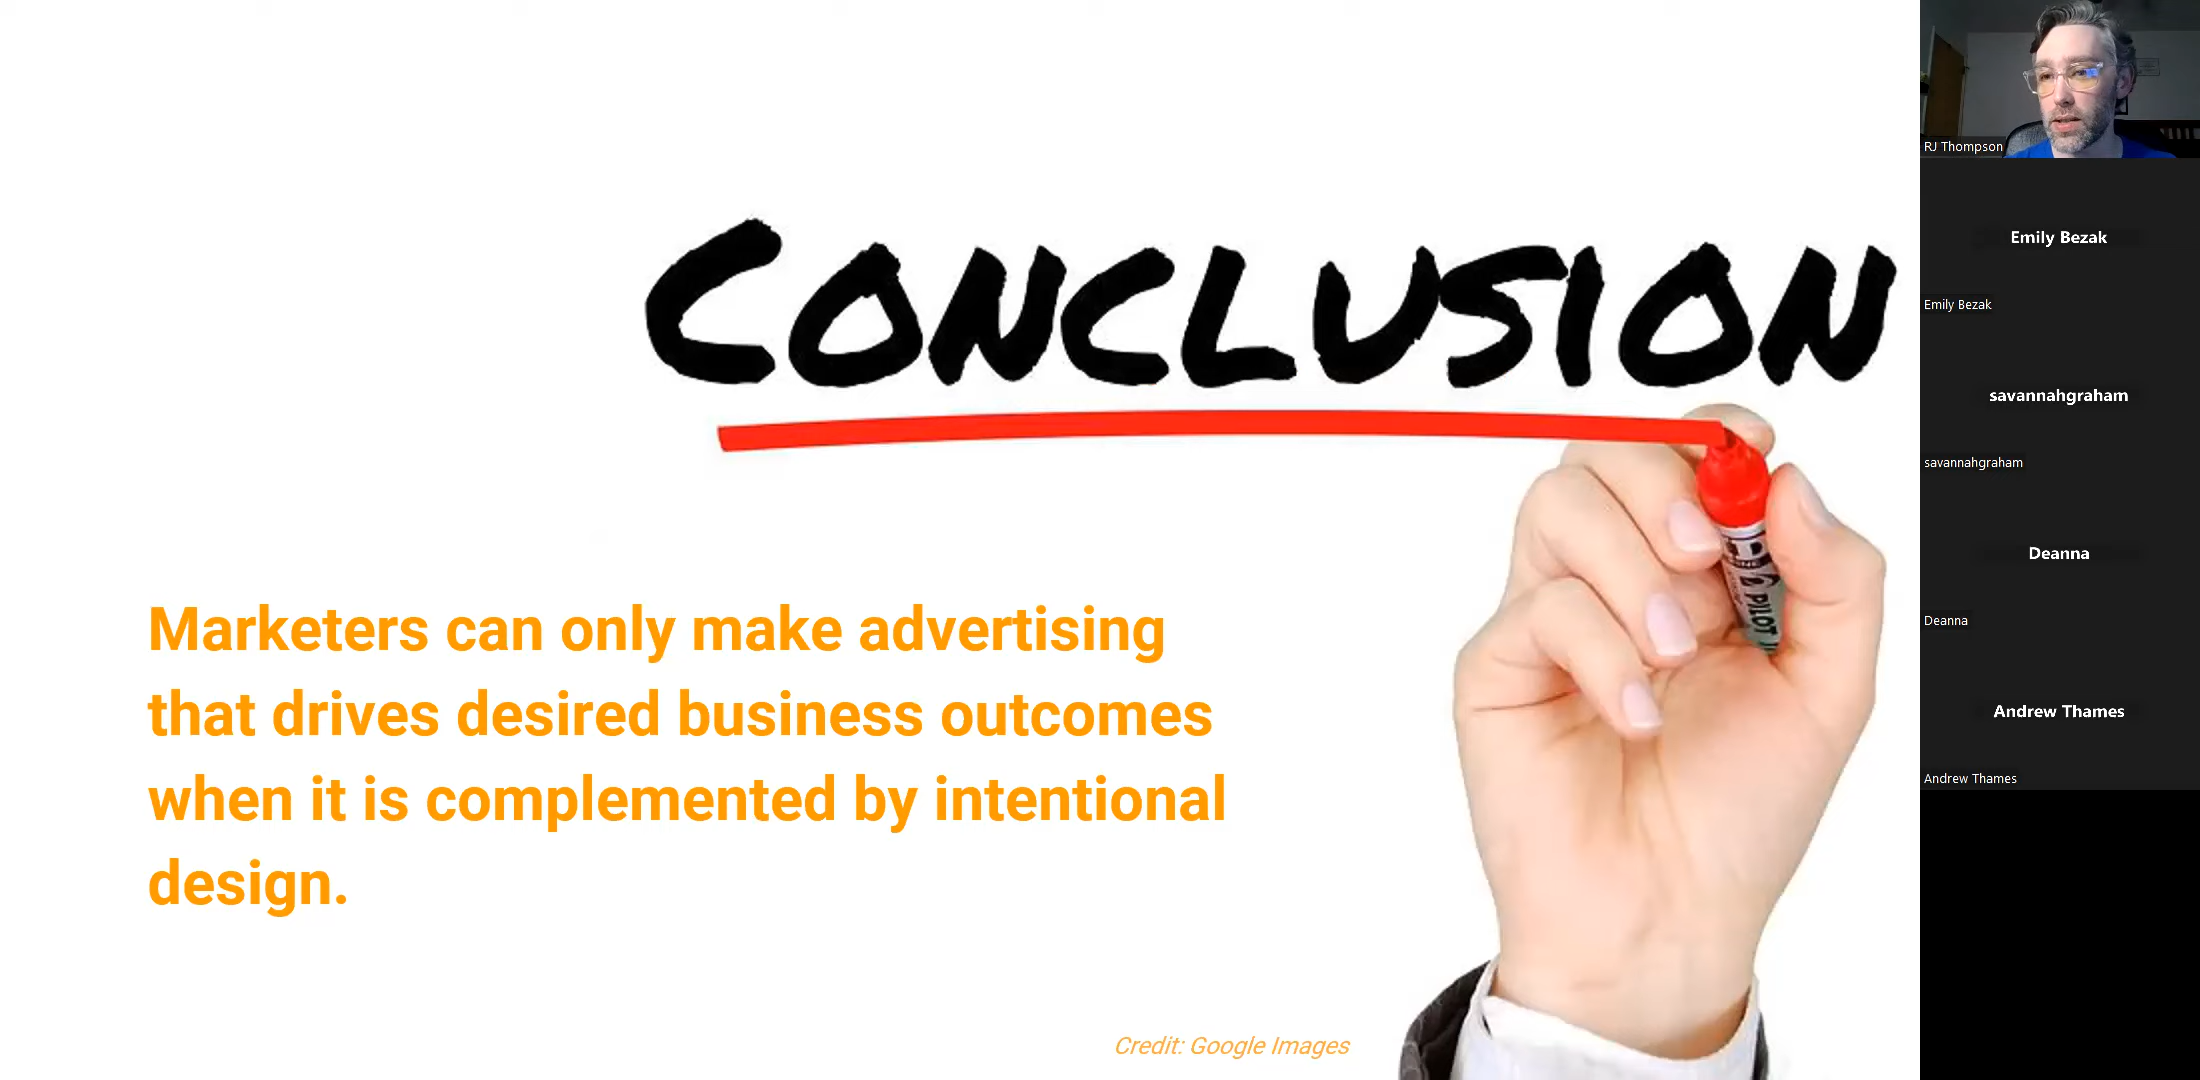 CONCLUSION
PILOT
Marketers can only make advertising
that drives desired business outcomes
when it is complemented by intentional
design.
Credit: Google Images
RJ Thompson
Emily Bezak
Emily Bezak
savannahgraham
savannahgraham
Deanna
Deanna
Andrew Thames
Andrew Thames